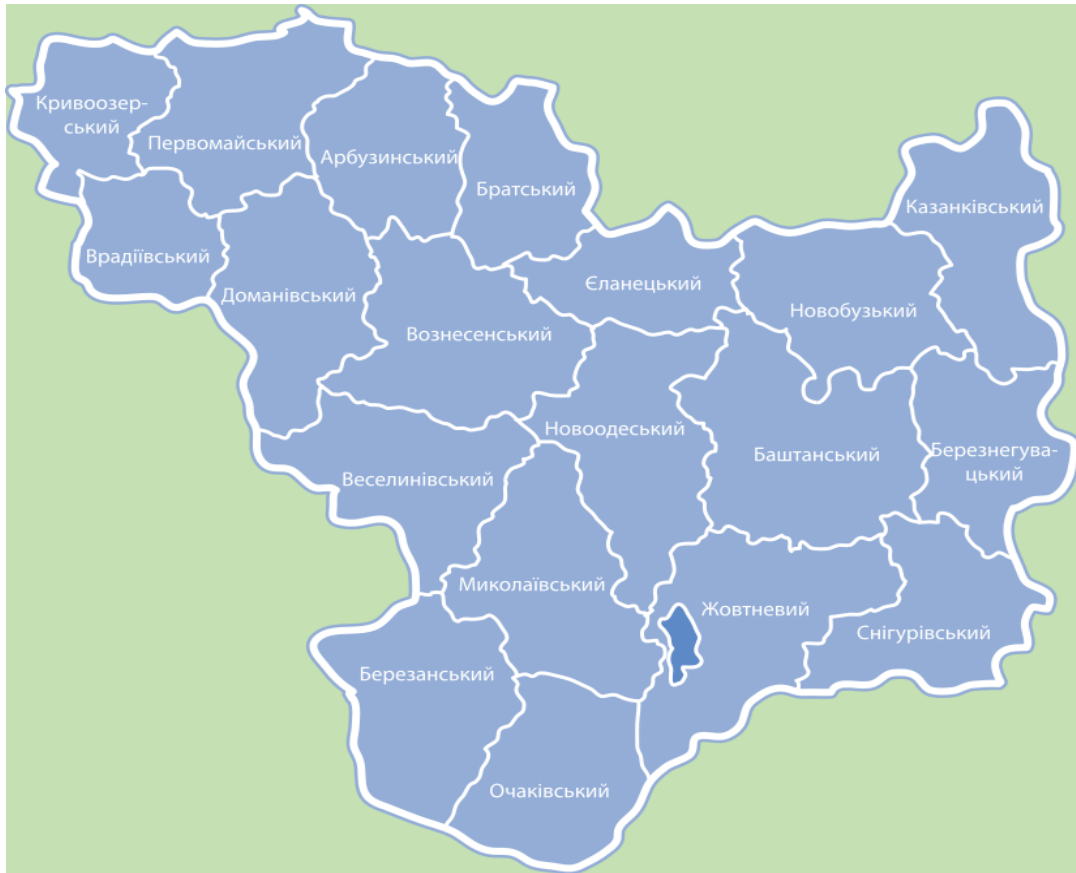 Кривоозер-
ський
Первомайський
Арбузинський
Братський
Казанківський
Врадіївський
Доманівський
Єланецький
Новобузький
Вознесенський
Новоодеський
Баштанський
Березнегува-
цький
Веселинівський
Миколаївський
Жовтневий
Снігурівський
Березанський
Очаківський